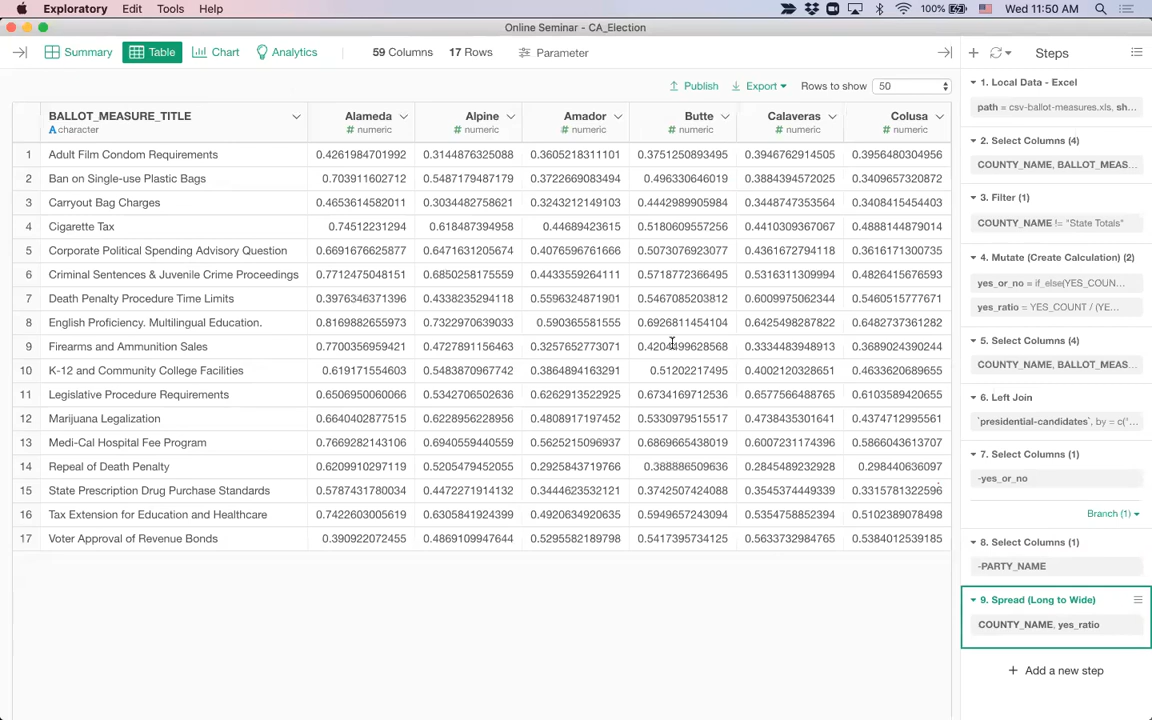 Exploratory Edit Tools Help 100% Wed 11:50 AM
Online Seminar - CA_Election
Summary Table Chart Analytics 59 Columns 17 Rows Parameter Steps
Publish Export Rows to show 50
BALLOT_MEASURE_TITLE Alameda Alpine Amador Butte Calaveras Colusa
character numeric numeric numeric numeric numeric numeric
1 Adult Film Condom Requirements 0.4261984701992 0.3144876325088 0.3605218311101 0.3751250893495 0.3946762914505 0.3956480304956
2 Ban on Single-use Plastic Bags 0.703911602712 0.5487179487179 0.3722669083494 0.496330646019 0.3884394572025 0.3409657320872
3 Carryout Bag Charges 0.4653614582011 0.3034482758621 0.3243212149103 0.4442989905984 0.3448747353564 0.3408415454403
4 Cigarette Tax 0.74512231294 0.618487394958 0.44689423615 0.5180609557256 0.4410309367067 0.4888144879014
5 Corporate Political Spending Advisory Question 0.6691676625877 0.6471631205674 0.4076596761666 0.5073076923077 0.4361672794118 0.3616171300735
6 Criminal Sentences & Juvenile Crime Proceedings 0.7712475048151 0.6850258175559 0.4433559264111 0.5718772366495 0.5316311309994 0.4826415676593
7 Death Penalty Procedure Time Limits 0.3976346371396 0.4338235294118 0.5596324871901 0.5467085203812 0.6009975062344 0.5460515777671
8 English Proficiency. Multilingual Education. 0.8169882655973 0.7322970639033 0.590365581555 0.6926811454104 0.6425498287822 0.6482737361282
9 Firearms and Ammunition Sales 0.7700356959421 0.4727891156463 0.3257652773071 0.3334483948913 0.3689024390244
10 K-12 and Community College Facilities 0.619171554603 0.5483870967742 0.3864894163291 0.51202217495 0.4002120328651 0.4633620689655
11 Legislative Procedure Requirements 0.6506950060066 0.5342706502636 0.6262913522925 0.6734169712536 0.6577566488765 0.6103589420655
12 Marijuana Legalization 0.6640402877515 0.6228956228956 0.4808917197452 0.5330979515517 0.4738435301641 0.4374712995561
13 Medi-Cal Hospital Fee Program 0.7669282143106 0.6940559440559 0.5625215096937 0.6869665438019 0.6007231174396 0.5866043613707
14 Repeal of Death Penalty 0.6209910297119 0.5205479452055 0.2925843719766 0.388886509636 0.2845489232928 0.298440636097
15 State Prescription Drug Purchase Standards 0.5787431780034 0.4472271914132 0.3444623532121 0.3742507424088 0.3545374449339 0.3315781322596
16 Tax Extension for Education and Healthcare 0.7422603005619 0.6305841924399 0.4920634920635 0.5949657243094 0.5354758852394 0.5102389078498
17 Voter Approval of Revenue Bonds 0.390922072455 0.4869109947644 0.5295582189798 0.5417395734125 0.5633732984765 0.5384012539185
1. Local Data - Excel
path = csv-ballot-measures.xls, sh...
2. Select Columns (4)
COUNTY_NAME, BALLOT_MEAS...
3. Filter (1)
COUNTY_NAME != "State Totals"
4. Mutate (Create Calculation) (2)
yes_or_no = if_else(YES_COUN...
yes_ratio = YES_COUNT / (YE...
5. Select Columns (4)
COUNTY_NAME, BALLOT_MEAS...
6. Left Join
`presidential-candidates`, by = c('...
7. Select Columns (1)
-yes_or_no
Branch (1)
8. Select Columns (1)
-PARTY_NAME
9. Spread (Long to Wide)
COUNTY_NAME, yes_ratio
+ Add a new step